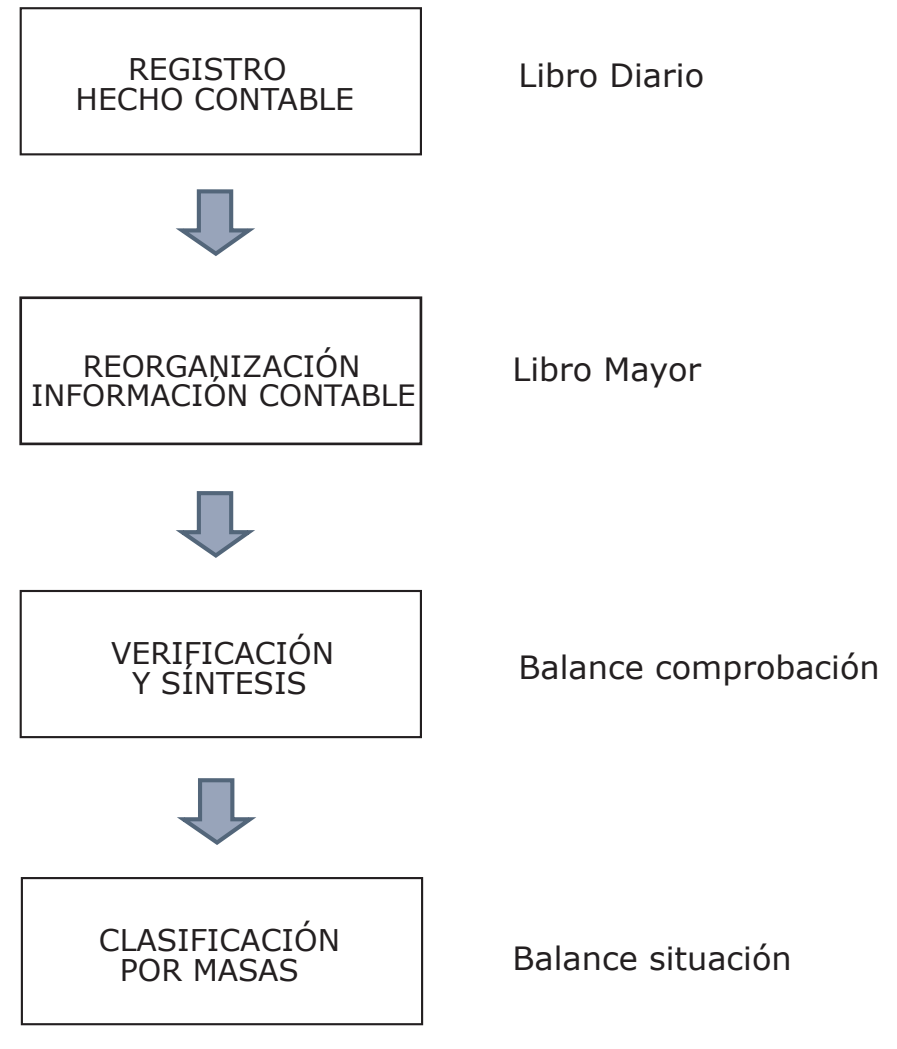 REGISTRO
HECHO CONTABLE
Libro Diario
REORGANIZACIÓN
INFORMACIÓN CONTABLE
Libro Mayor
VERIFICACIÓN
Y SÍNTESIS
Balance comprobación
CLASIFICACIÓN
POR MASAS
Balance situación